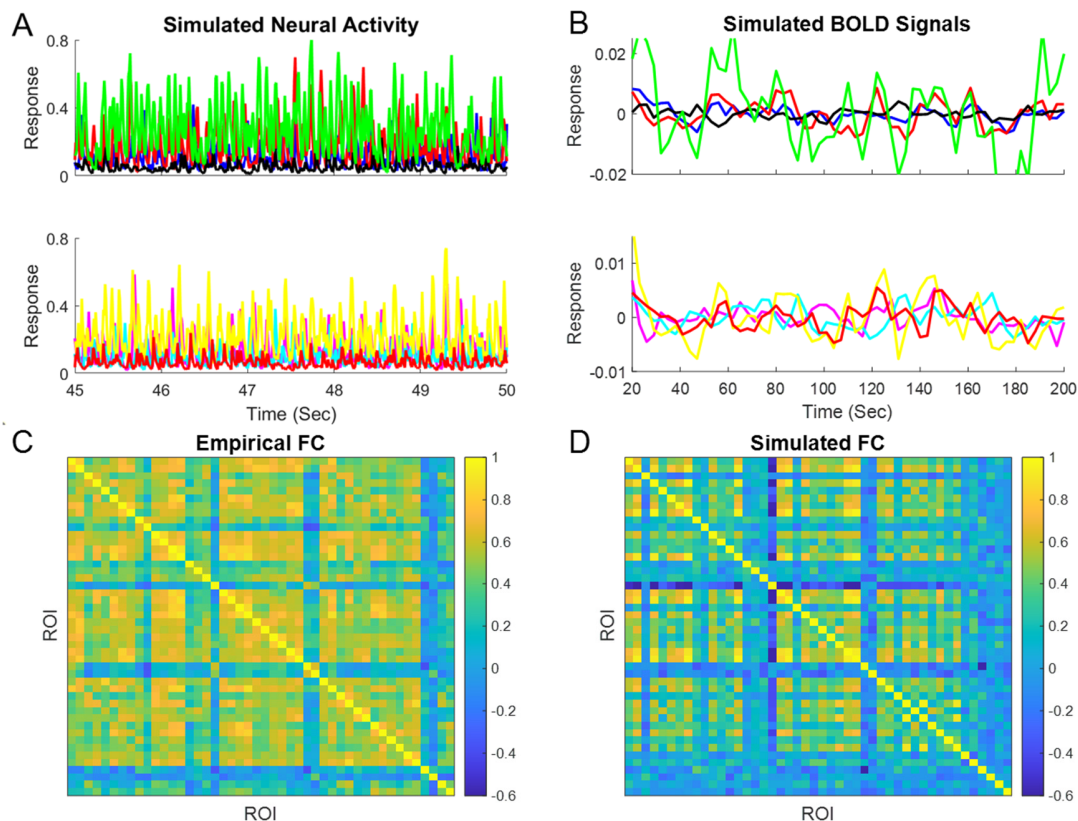 A
Simulated Neural Activity
0.8
0.4
0
Response
0.8
0.4
0
Response
45 46 47 48 49 50
Time (Sec)
B
Simulated BOLD Signals
0.02
0
-0.02
Response
0.01
0
-0.01
Response
20 40 60 80 100 120 140 160 180 200
Time (Sec)
C
Empirical FC
ROI
ROI
1
0.8
0.6
0.4
0.2
0
-0.2
-0.4
-0.6
D
Simulated FC
ROI
ROI
1
0.8
0.6
0.4
0.2
0
-0.2
-0.4
-0.6